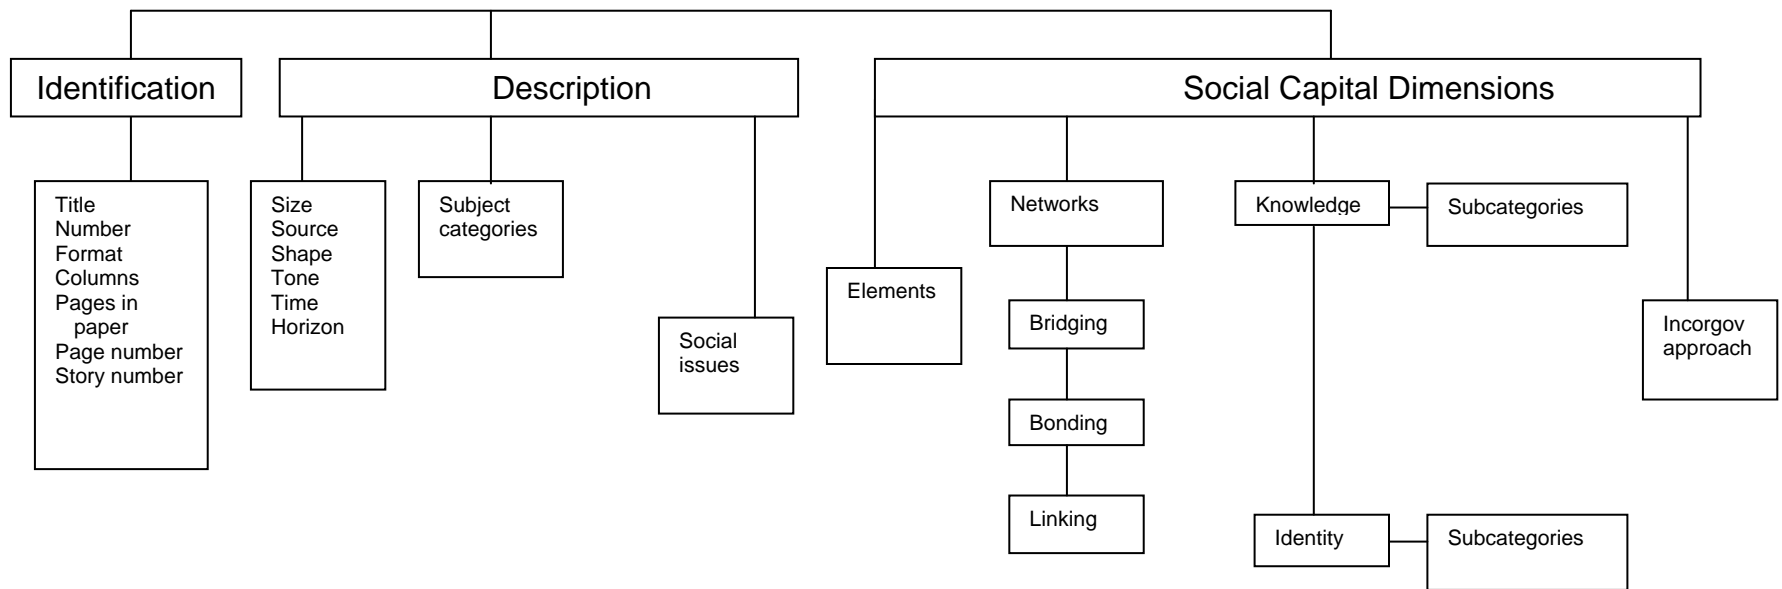 Identification
Description
Social Capital Dimensions
Title
Number
Format
Columns
Pages in
paper
Page number
Story number
Size
Source
Shape
Tone
Time
Horizon
Subject
categories
Social
issues
Elements
Networks
Bridging
Bonding
Linking
Knowledge
Subcategories
Identity
Subcategories
Incorgov
approach